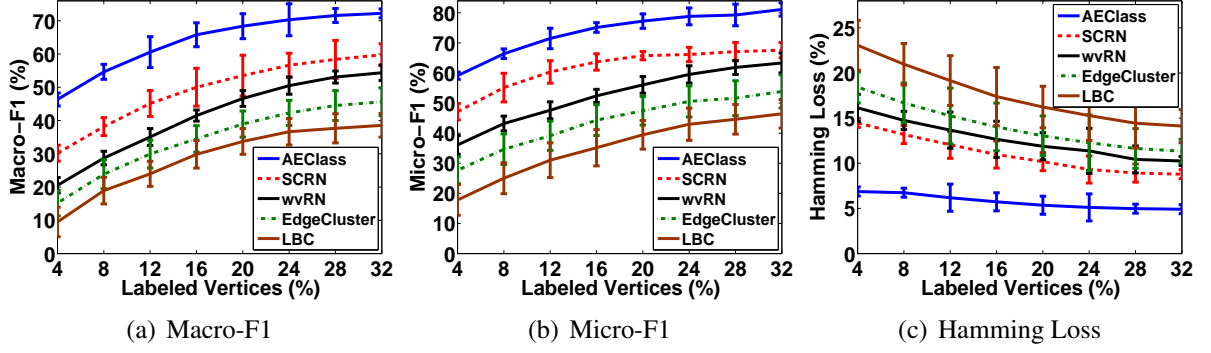 Macro−F1 (%)
70
60
50
40
30
20
10
0
AEClass
SCRN
wvRN
EdgeCluster
LBC
4 8 12 16 20 24 28 32
Labeled Vertices (%)
(a) Macro-F1
Micro−F1 (%)
80
70
60
50
40
30
20
10
0
AEClass
SCRN
wvRN
EdgeCluster
LBC
4 8 12 16 20 24 28 32
Labeled Vertices (%)
(b) Micro-F1
Hamming Loss (%)
25
20
15
10
5
0
AEClass
SCRN
wvRN
EdgeCluster
LBC
4 8 12 16 20 24 28 32
Labeled Vertices (%)
(c) Hamming Loss